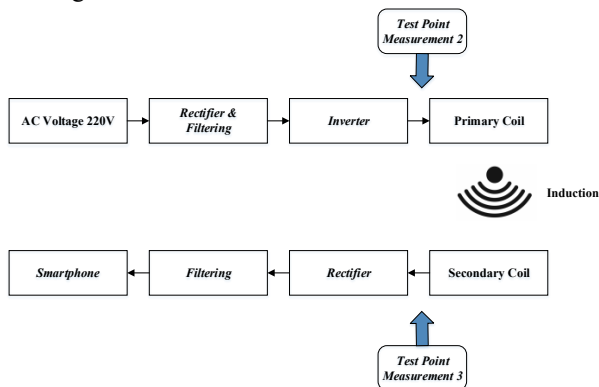 Test Point
Measurement 2
AC Voltage 220V
Rectifier &
Filtering
Inverter
Primary Coil
Induction
Smartphone
Filtering
Rectifier
Secondary Coil
Test Point
Measurement 3